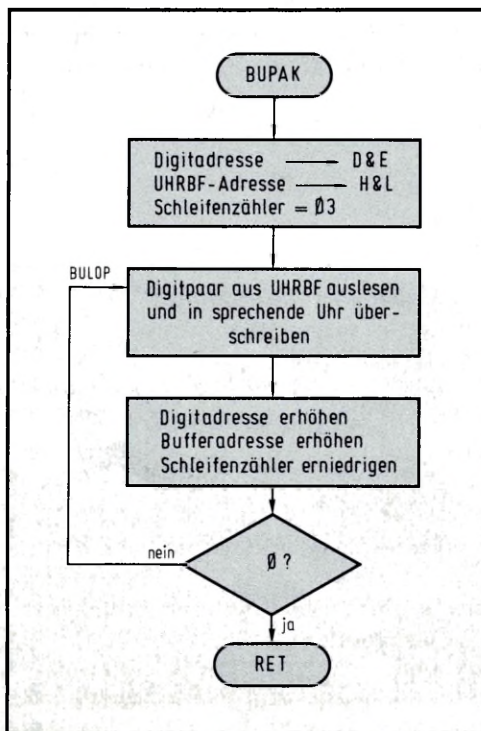 BUPAK
Digitadresse → D&E
UHRBF-Adresse → H&L
Schleifenzähler = Ø3
BULOP
Digitpaar aus UHRBF auslesen
und in sprechende Uhr über-
schreiben
Digitadresse erhöhen
Bufferadresse erhöhen
Schleifenzähler erniedrigen
nein
Ø ?
ja
RET